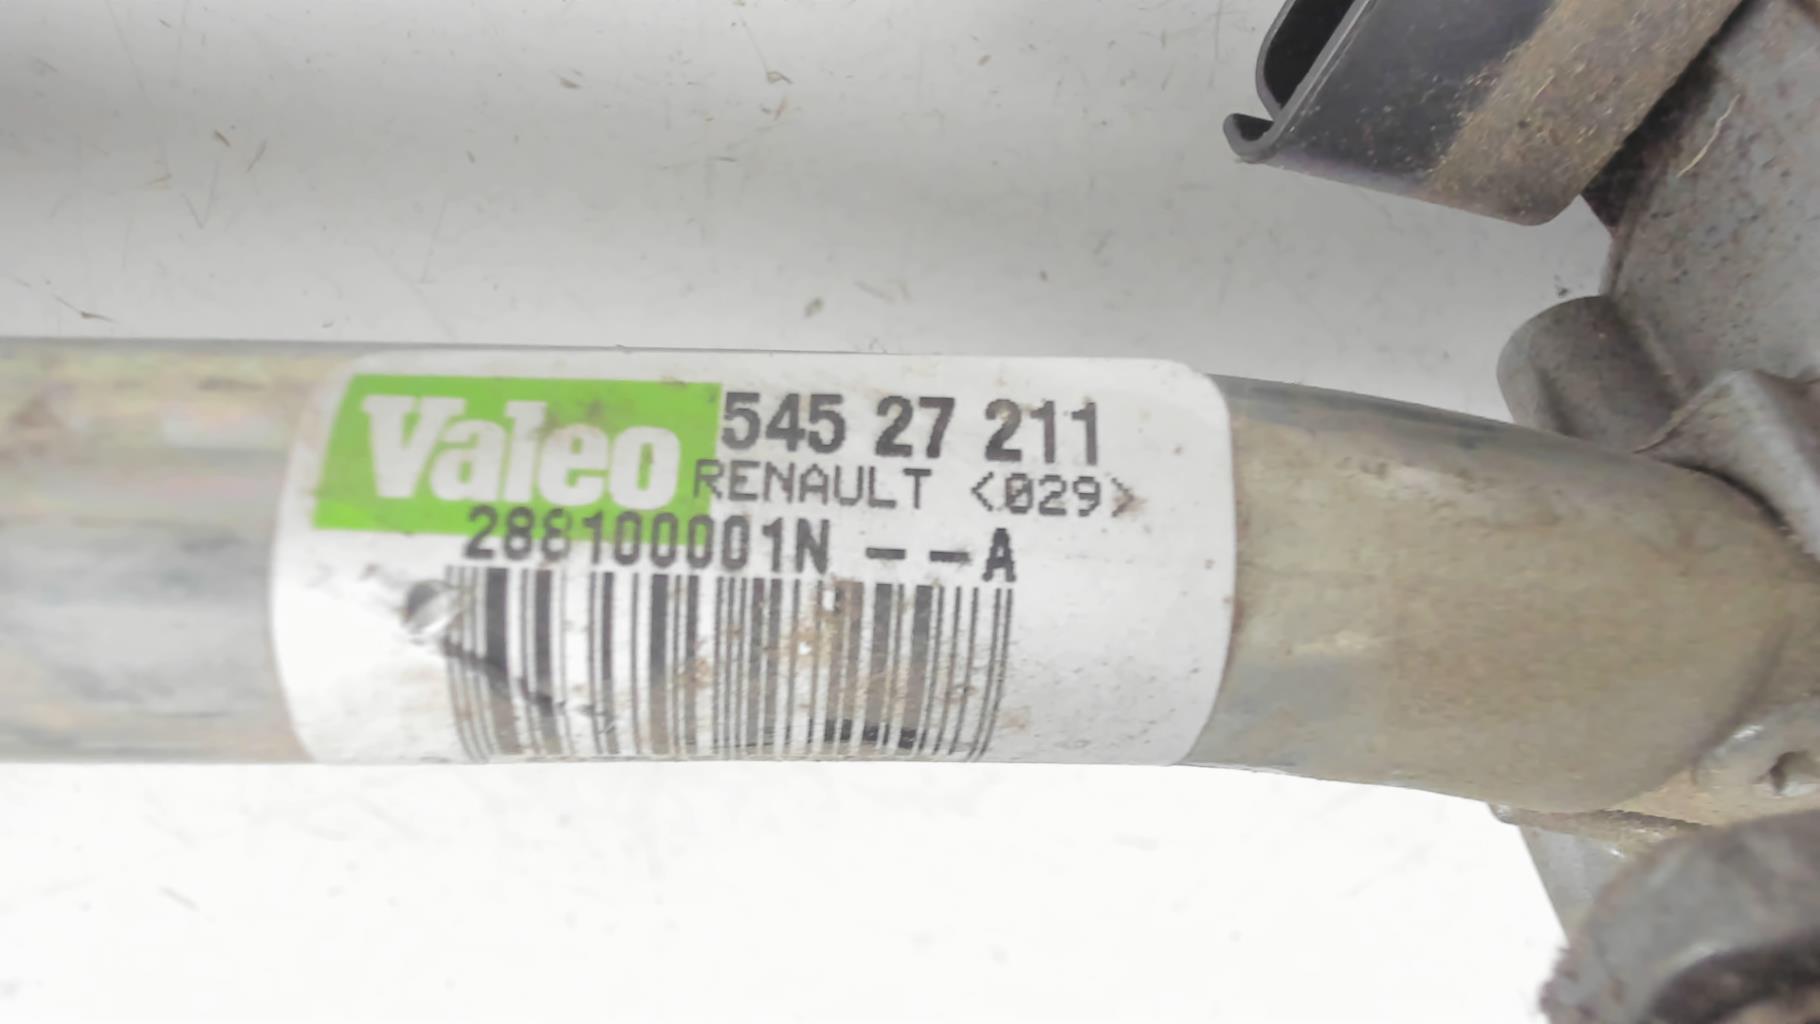 Valeo 545 27 211
RENAULT <029>
288100001N --A